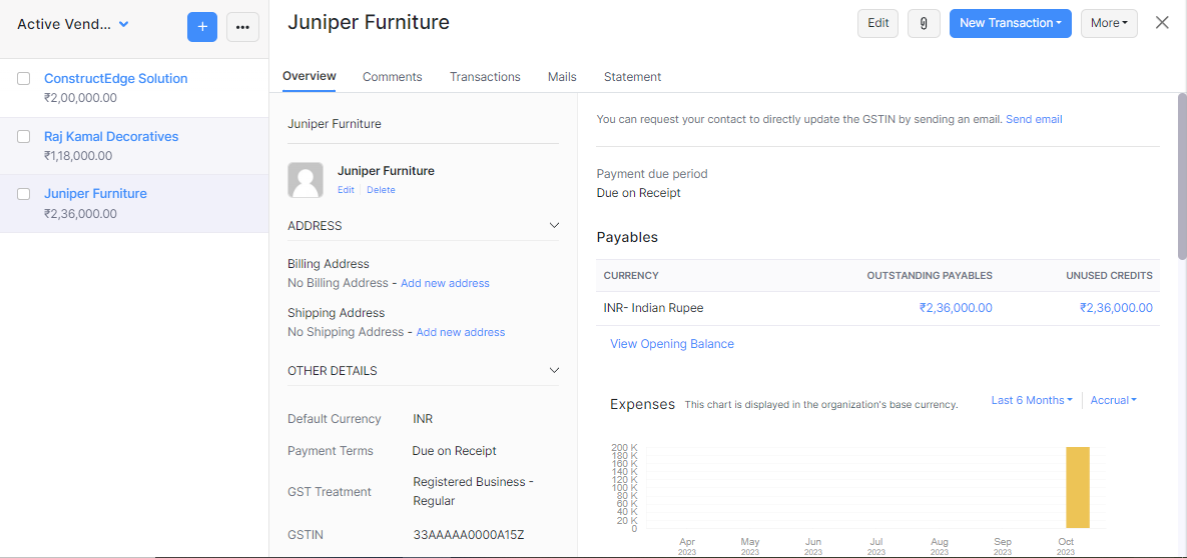 Active Vend...
+
•••
ConstructEdge Solution
₹2,00,000.00
Raj Kamal Decoratives
₹1,18,000.00
Juniper Furniture
₹2,36,000.00
Juniper Furniture
Edit
New Transaction
More
Overview
Comments
Transactions
Mails
Statement
Juniper Furniture
Juniper Furniture
Edit
Delete
ADDRESS
Billing Address
No Billing Address - Add new address
Shipping Address
No Shipping Address - Add new address
OTHER DETAILS
Default Currency INR
Payment Terms Due on Receipt
GST Treatment Registered Business -
Regular
GSTIN 33AAAAA0000A15Z
You can request your contact to directly update the GSTIN by sending an email. Send email
Payment due period
Due on Receipt
Payables
CURRENCY OUTSTANDING PAYABLES UNUSED CREDITS
INR- Indian Rupee ₹2,36,000.00 ₹2,36,000.00
View Opening Balance
Expenses This chart is displayed in the organization's base currency. Last 6 Months Accrual
200 K
180 K
160 K
140 K
120 K
100 K
80 K
60 K
40 K
20 K
0
Apr May Jun Jul Aug Sep Oct
2023 2023 2023 2023 2023 2023 2023